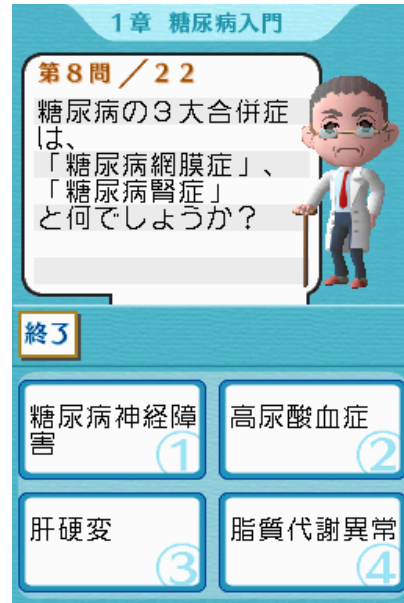 1章 糖尿病入門
第8問／22
糖尿病の3大合併症
は、
「糖尿病網膜症」、
「糖尿病腎症」
と何でしょうか？
終了
糖尿病神経障
害
1
高尿酸血症
2
肝硬変
3
脂質代謝異常
4